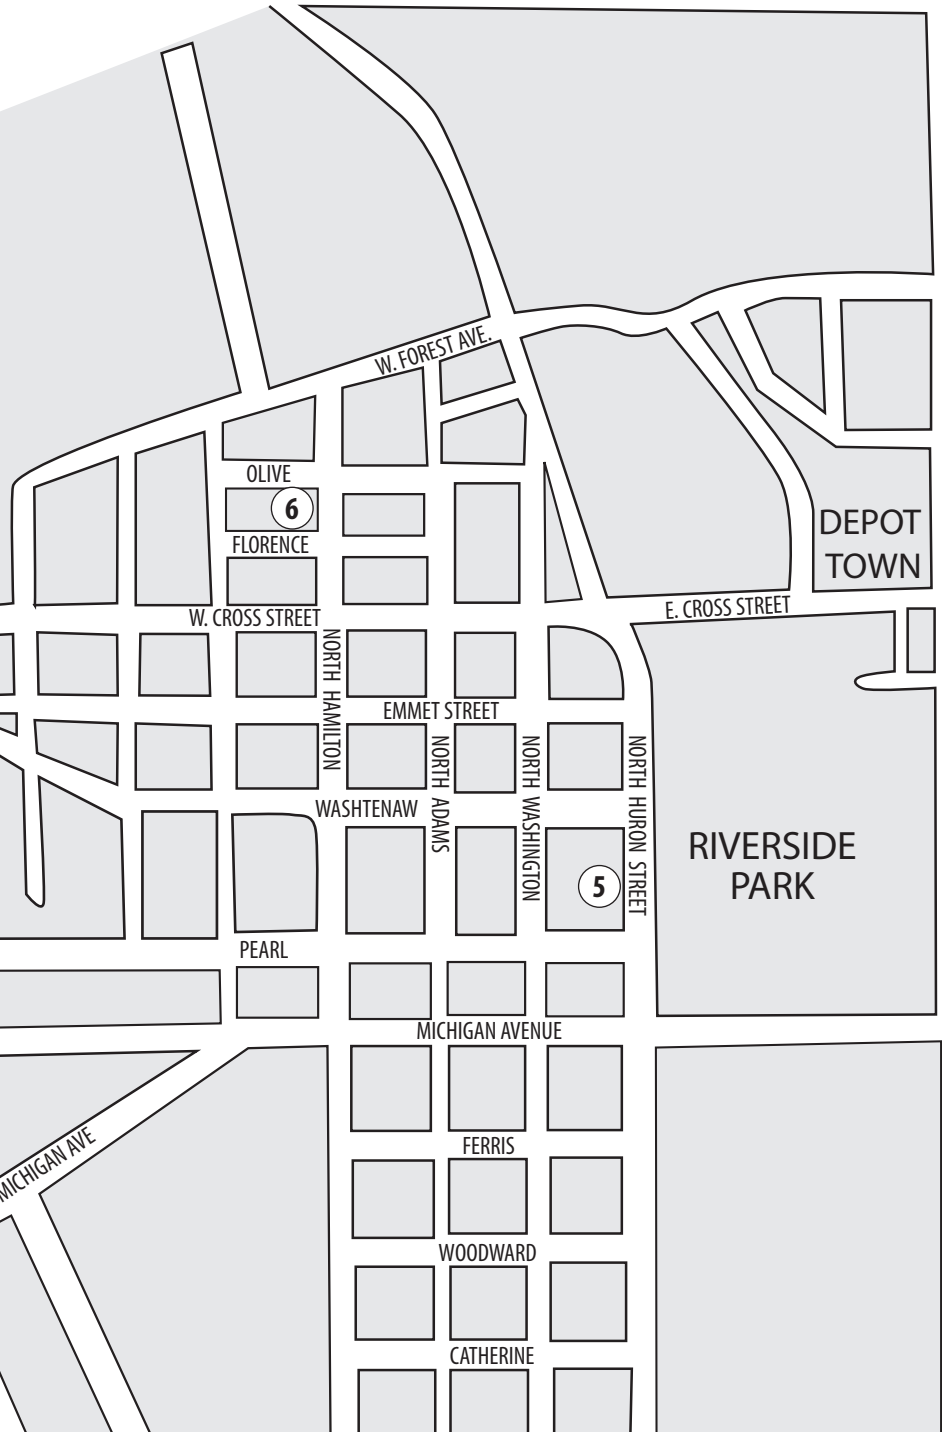 W. FOREST AVE.
OLIVE
6
FLORENCE
DEPOT
TOWN
W. CROSS STREET
E. CROSS STREET
NORTH HAMILTON
EMMET STREET
NORTH ADAMS
NORTH WASHINGTON
NORTH HURON STREET
WASHTENAW
RIVERSIDE
PARK
5
PEARL
MICHIGAN AVENUE
MICHIGAN AVE
FERRIS
WOODWARD
CATHERINE